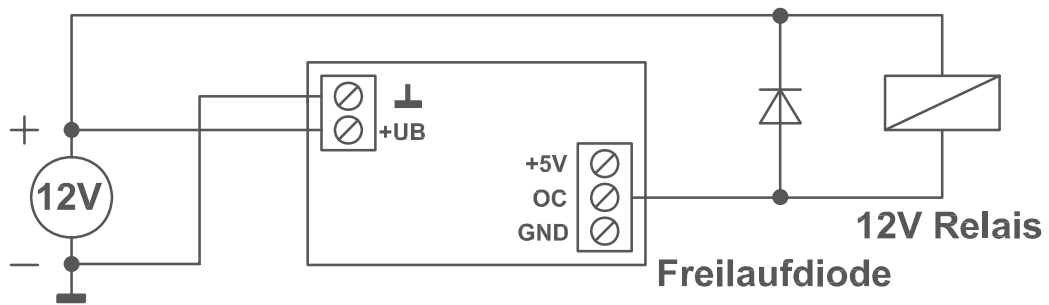 +
+UB
+5V
12V
OC
GND
12V Relais
–
Freilaufdiode